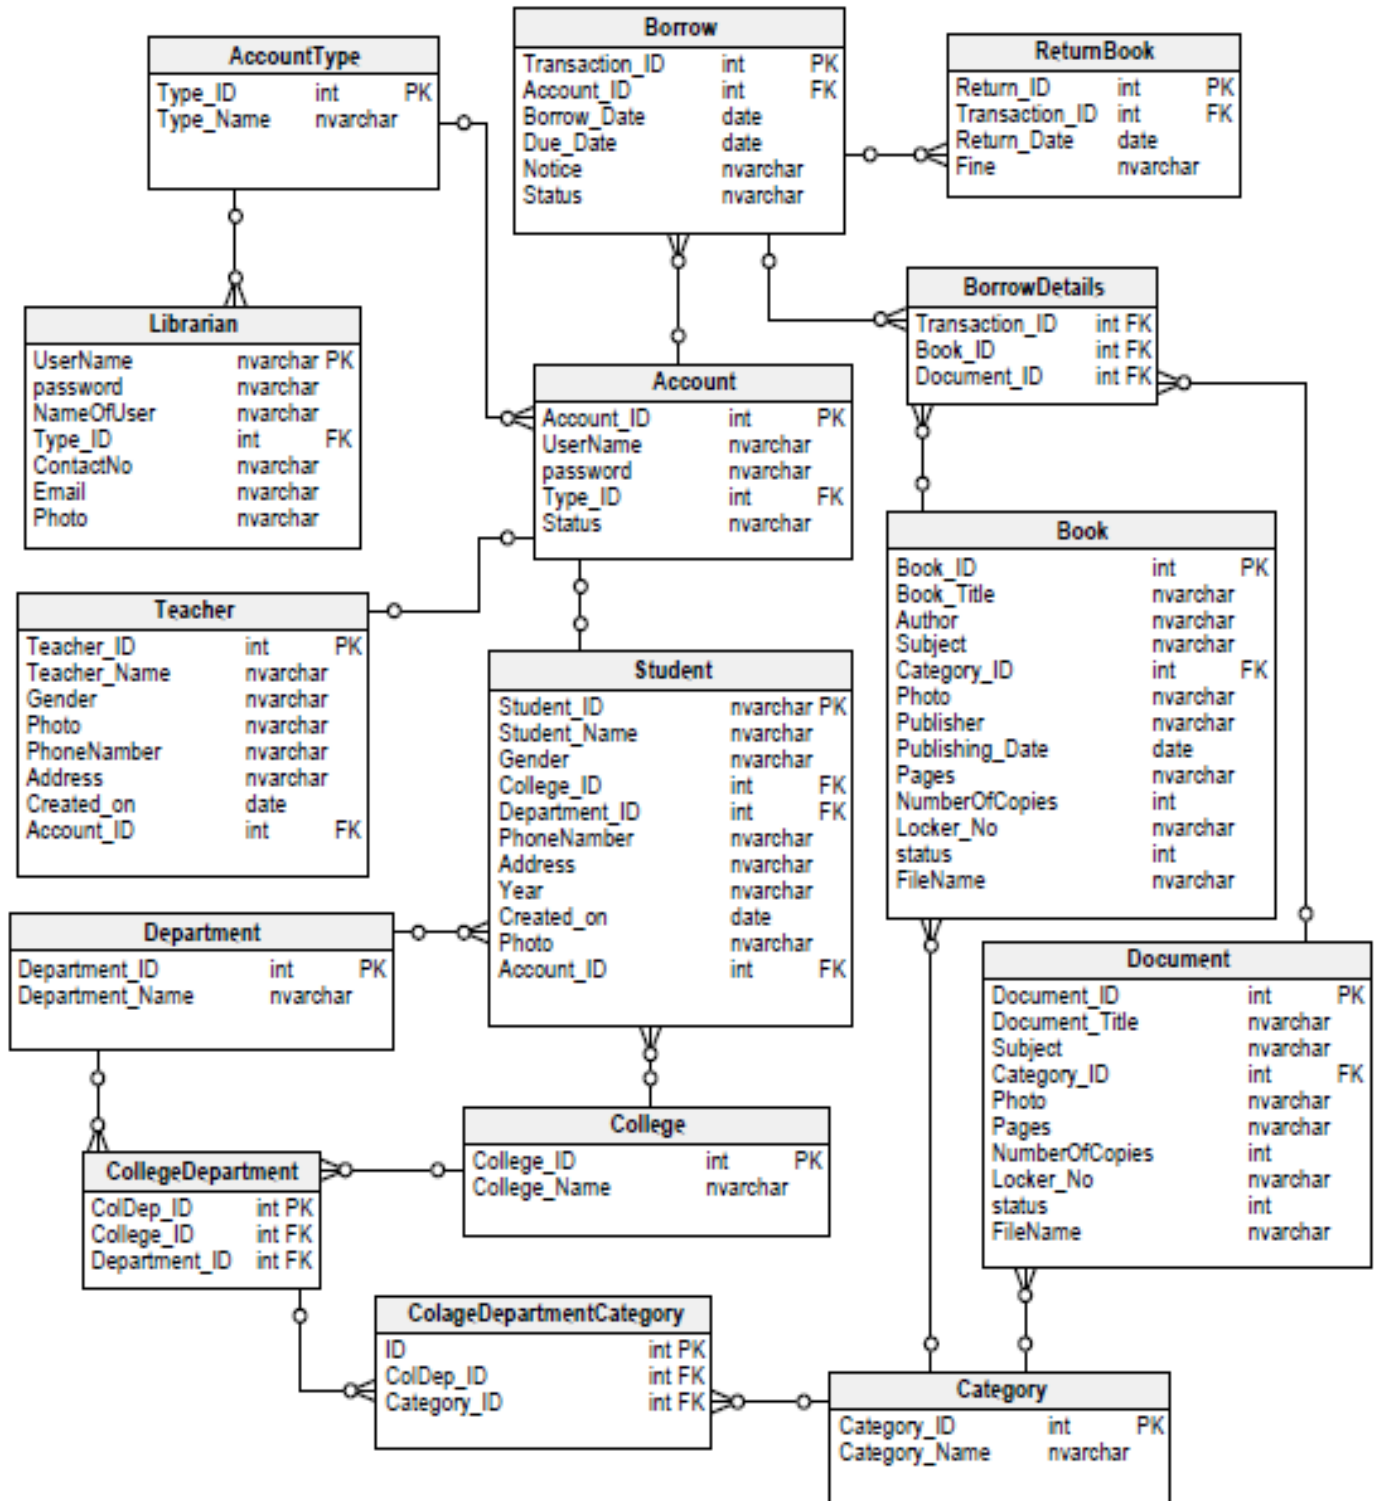 Borrow
Transaction_ID int PK
Account_ID int FK
Borrow_Date date
Due_Date date
Notice nvarchar
Status nvarchar
AccountType
Type_ID int PK
Type_Name nvarchar
ReturnBook
Return_ID int PK
Transaction_ID int FK
Return_Date date
Fine nvarchar
BorrowDetails
Transaction_ID int FK
Book_ID int FK
Document_ID int FK
Librarian
UserName nvarchar PK
password nvarchar
NameOfUser nvarchar
Type_ID int FK
ContactNo nvarchar
Email nvarchar
Photo nvarchar
Account
Account_ID int PK
UserName nvarchar
password nvarchar
Type_ID int FK
Status nvarchar
Book
Book_ID int PK
Book_Title nvarchar
Author nvarchar
Subject nvarchar
Category_ID int FK
Photo nvarchar
Publisher nvarchar
Publishing_Date date
Pages nvarchar
NumberOfCopies int
Locker_No nvarchar
status int
FileName nvarchar
Teacher
Teacher_ID int PK
Teacher_Name nvarchar
Gender nvarchar
Photo nvarchar
PhoneNamber nvarchar
Address nvarchar
Created_on date
Account_ID int FK
Student
Student_ID nvarchar PK
Student_Name nvarchar
Gender nvarchar
College_ID int FK
Department_ID int FK
PhoneNamber nvarchar
Address nvarchar
Year nvarchar
Created_on date
Photo nvarchar
Account_ID int FK
Department
Department_ID int PK
Department_Name nvarchar
Document
Document_ID int PK
Document_Title nvarchar
Subject nvarchar
Category_ID int FK
Photo nvarchar
Pages nvarchar
NumberOfCopies int
Locker_No nvarchar
status int
FileName nvarchar
College
College_ID int PK
College_Name nvarchar
CollegeDepartment
ColDep_ID int PK
College_ID int FK
Department_ID int FK
ColageDepartmentCategory
ID int PK
ColDep_ID int FK
Category_ID int FK
Category
Category_ID int PK
Category_Name nvarchar